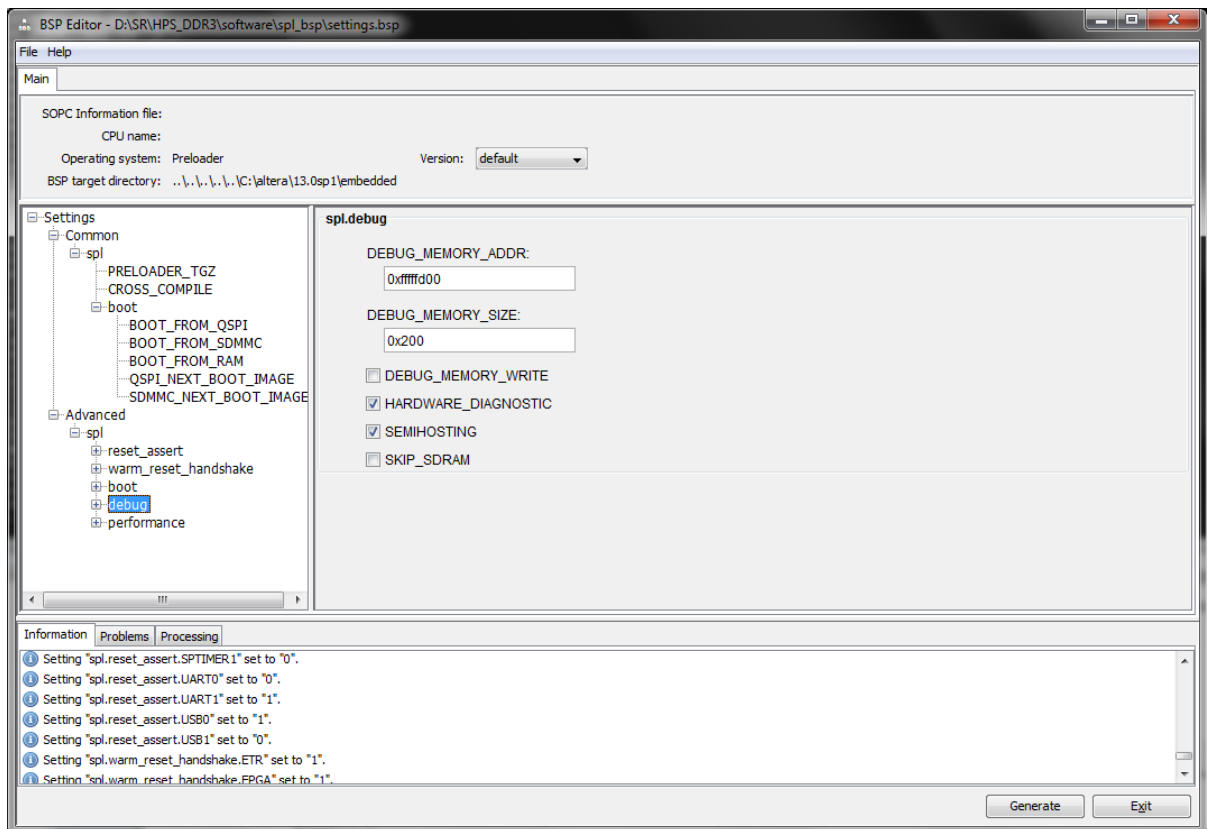 BSP Editor - D:\SR\HPS_DDR3\software\spl_bsp\settings.bsp
File Help
Main
SOPC Information file:
CPU name:
Operating system: Preloader Version: default
BSP target directory: ..\..\..\..\C:\altera\13.0sp1\embedded
Settings
Common
spl
PRELOADER_TGZ
CROSS_COMPILE
boot
BOOT_FROM_QSPI
BOOT_FROM_SDMMC
BOOT_FROM_RAM
QSPI_NEXT_BOOT_IMAGE
SDMMC_NEXT_BOOT_IMAGE
Advanced
spl
reset_assert
warm_reset_handshake
boot
debug
performance
spl.debug
DEBUG_MEMORY_ADDR:
0xfffffd00
DEBUG_MEMORY_SIZE:
0x200
DEBUG_MEMORY_WRITE
HARDWARE_DIAGNOSTIC
SEMIHOSTING
SKIP_SDRAM
Information Problems Processing
Setting "spl.reset_assert.SPTIMER1" set to "0".
Setting "spl.reset_assert.UART0" set to "0".
Setting "spl.reset_assert.UART1" set to "1".
Setting "spl.reset_assert.USB0" set to "1".
Setting "spl.reset_assert.USB1" set to "0".
Setting "spl.warm_reset_handshake.ETR" set to "1".
Setting "spl.warm_reset_handshake.FPGA" set to "1".
Generate Exit